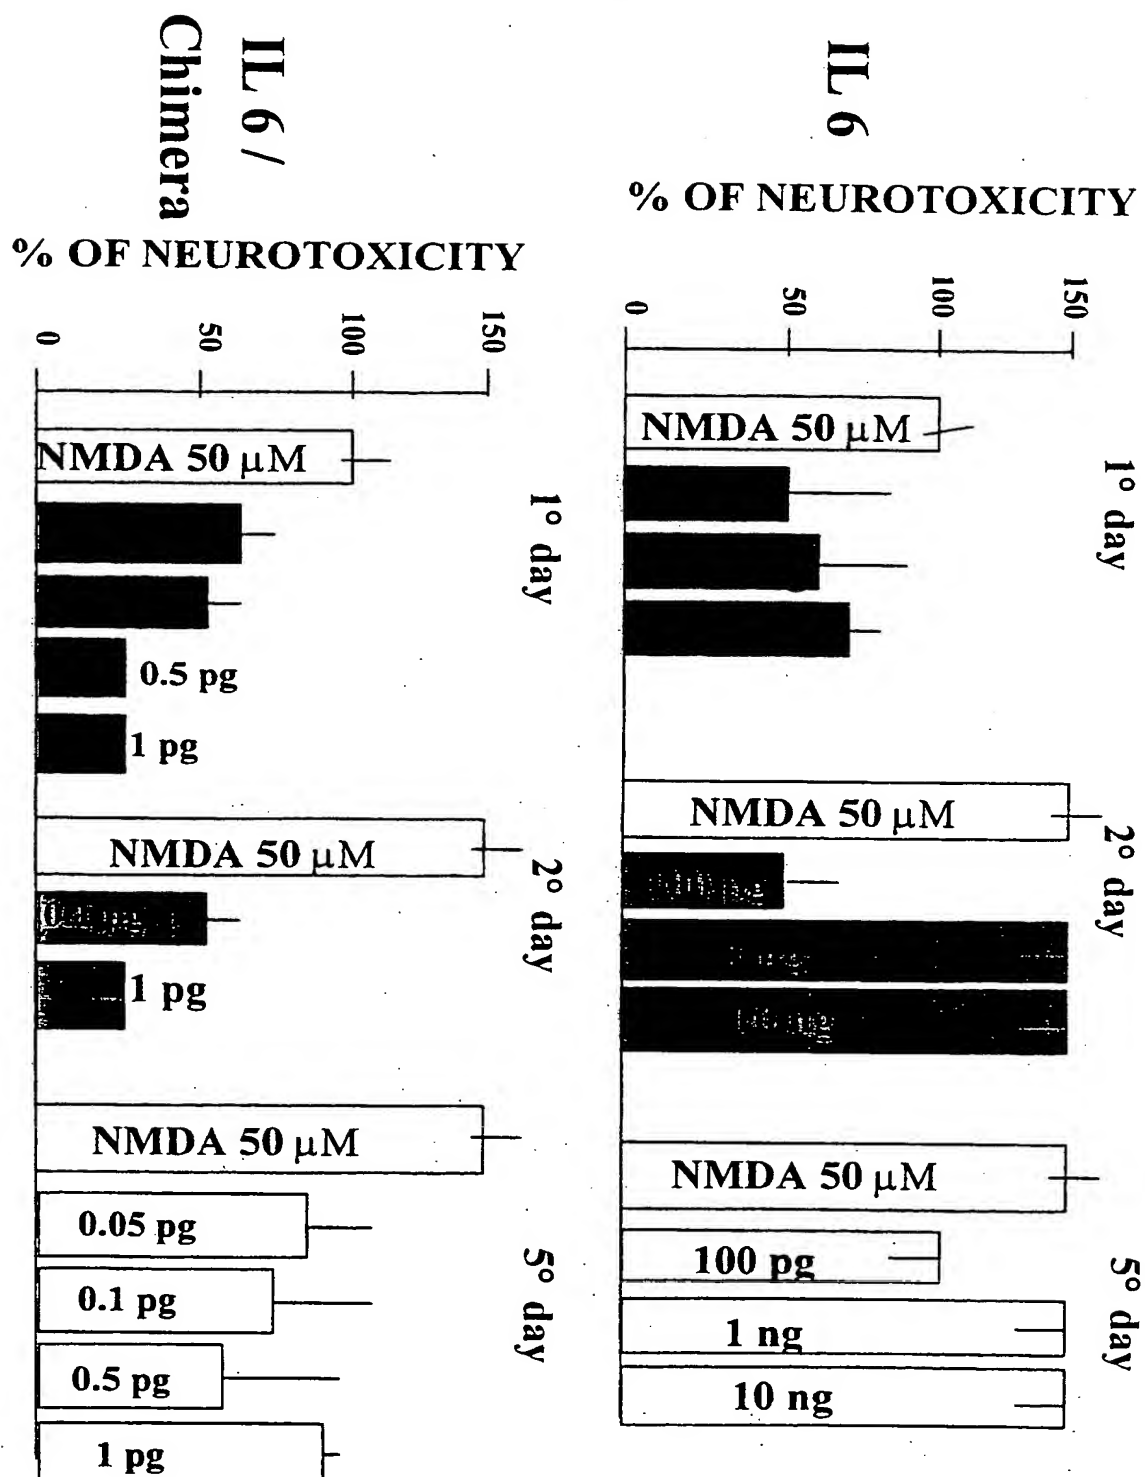 IL 6
% OF NEUROTOXICITY
150
100
50
0
1° day
NMDA 50 μM
2° day
NMDA 50 μM
5° day
NMDA 50 μM
100 pg
1 ng
10 ng
IL 6 /
Chimera
% OF NEUROTOXICITY
150
100
50
0
1° day
NMDA 50 μM
0.5 pg
1 pg
2° day
NMDA 50 μM
1 pg
5° day
NMDA 50 μM
0.05 pg
0.1 pg
0.5 pg
1 pg